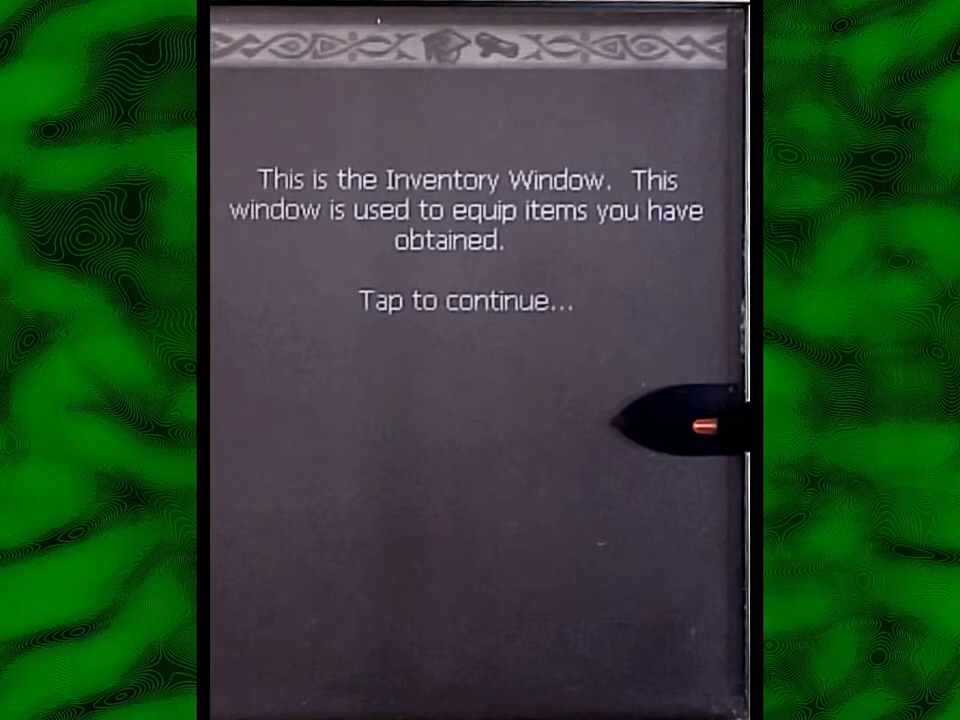 This is the Inventory Window.  This
window is used to equip items you have
obtained.
Tap to continue...